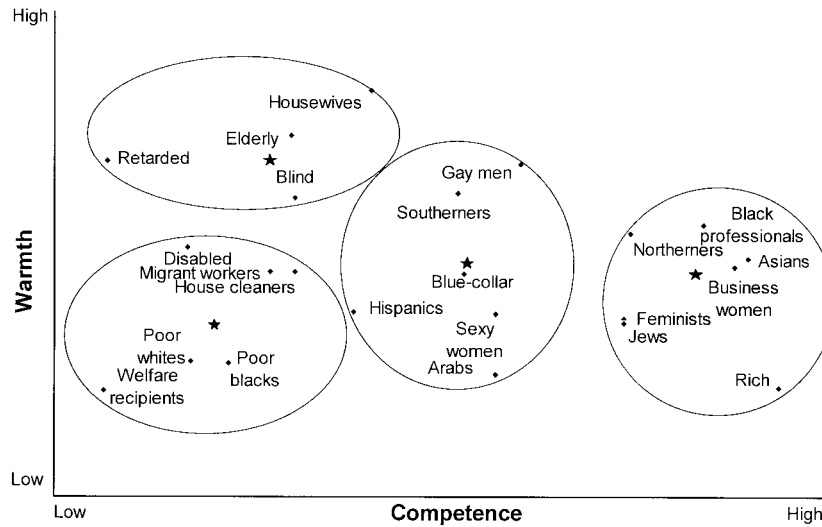 High
Housewives
Elderly
Retarded
Blind
Gay men
Southerners
Black
professionals
Northerners
Asians
Disabled
Migrant workers
House cleaners
Blue-collar
Business
women
Hispanics
Sexy
women
Feminists
Jews
Poor
whites
Poor
blacks
Welfare
recipients
Arabs
Rich
Warmth
Low
Low
Competence
High